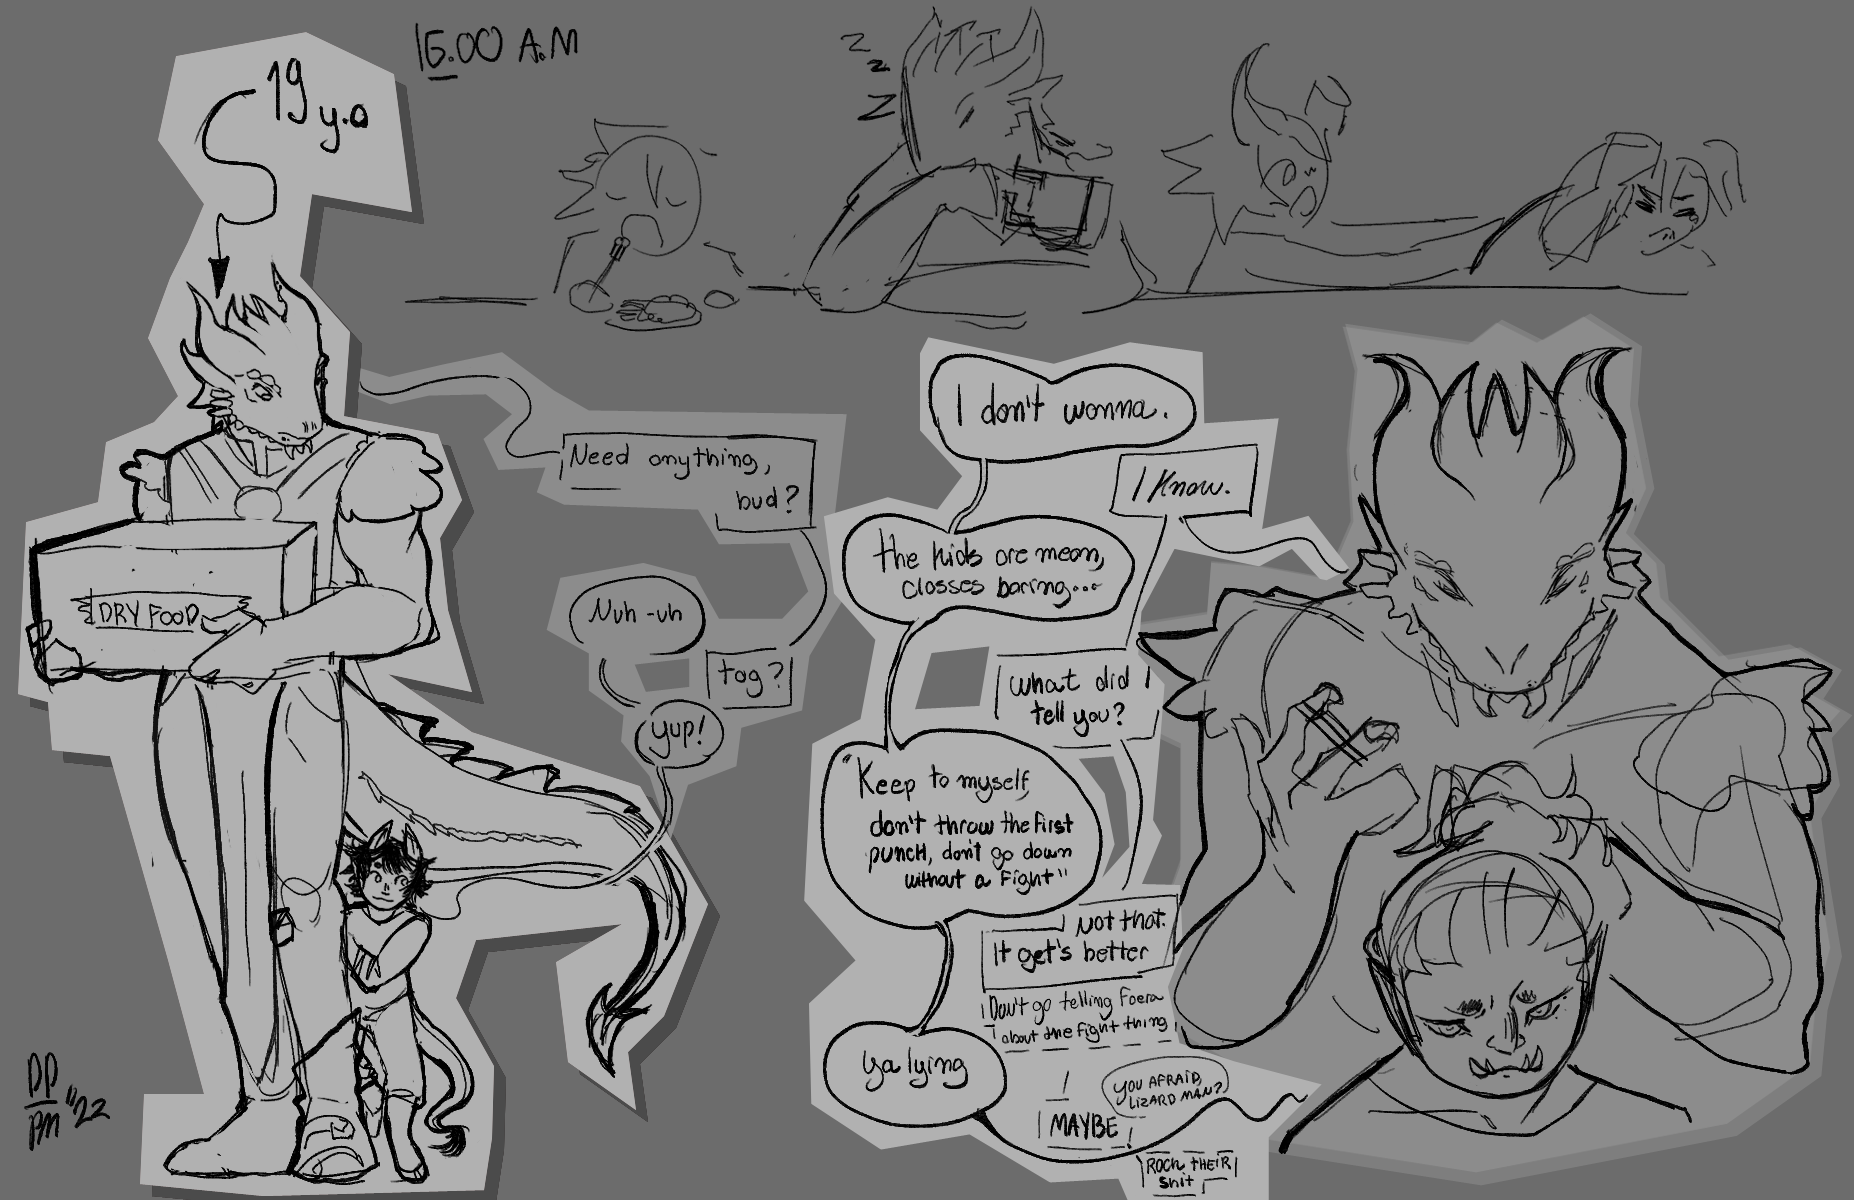 16.00 A.M
19 y.o
Z
Z
Z
Need anything,
bud?
Nuh-uh
tag?
Yup!
DRY FOOD
I don't wanna.
I Know.
the kids are mean,
classes boring...
what did I
tell you?
"Keep to myself,
don't throw the first
punch, don't go down
without a fight"
Not that.
It get's better
Don't go telling Foera
about the fight thing
ya lying
YOU AFRAID,
LIZARD MAN?
MAYBE
ROCK THEIR
shit
PM "22